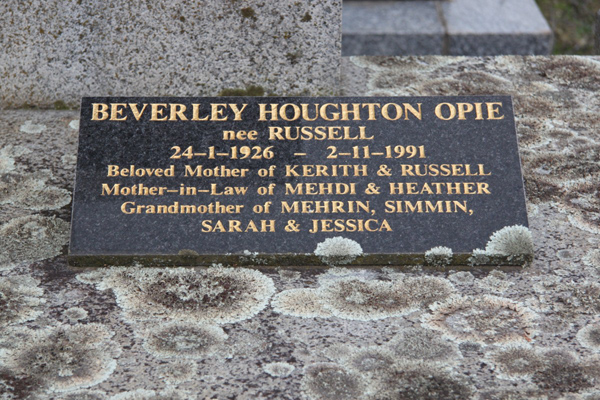 BEVERLEY HOUGHTON OPIE
nee RUSSELL
24–1–1926 – 2–11–1991
Beloved Mother of KERITH & RUSSELL
Mother–in–Law of MEHDI & HEATHER
Grandmother of MEHRIN, SIMMIN,
SARAH & JESSICA